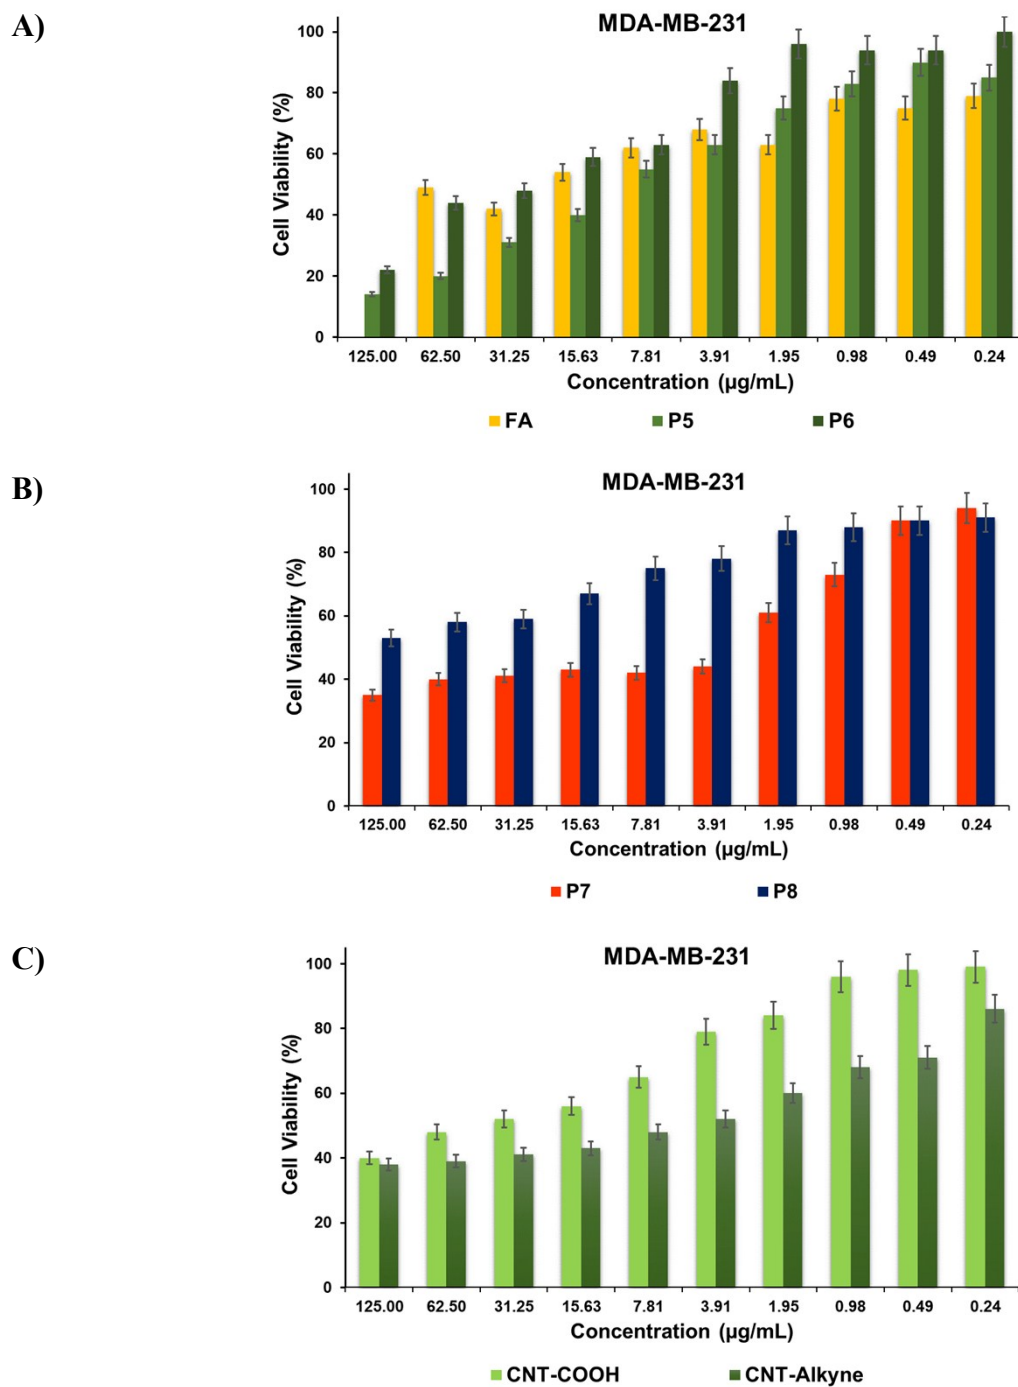 A)
MDA-MB-231
Cell Viability (%)
100
80
60
40
20
0
125.00 62.50 31.25 15.63 7.81 3.91 1.95 0.98 0.49 0.24
Concentration (µg/mL)
FA P5 P6
B)
MDA-MB-231
Cell Viability (%)
100
80
60
40
20
0
125.00 62.50 31.25 15.63 7.81 3.91 1.95 0.98 0.49 0.24
Concentration (µg/mL)
P7 P8
C)
MDA-MB-231
Cell Viability (%)
100
80
60
40
20
0
125.00 62.50 31.25 15.63 7.81 3.91 1.95 0.98 0.49 0.24
Concentration (µg/mL)
CNT-COOH CNT-Alkyne